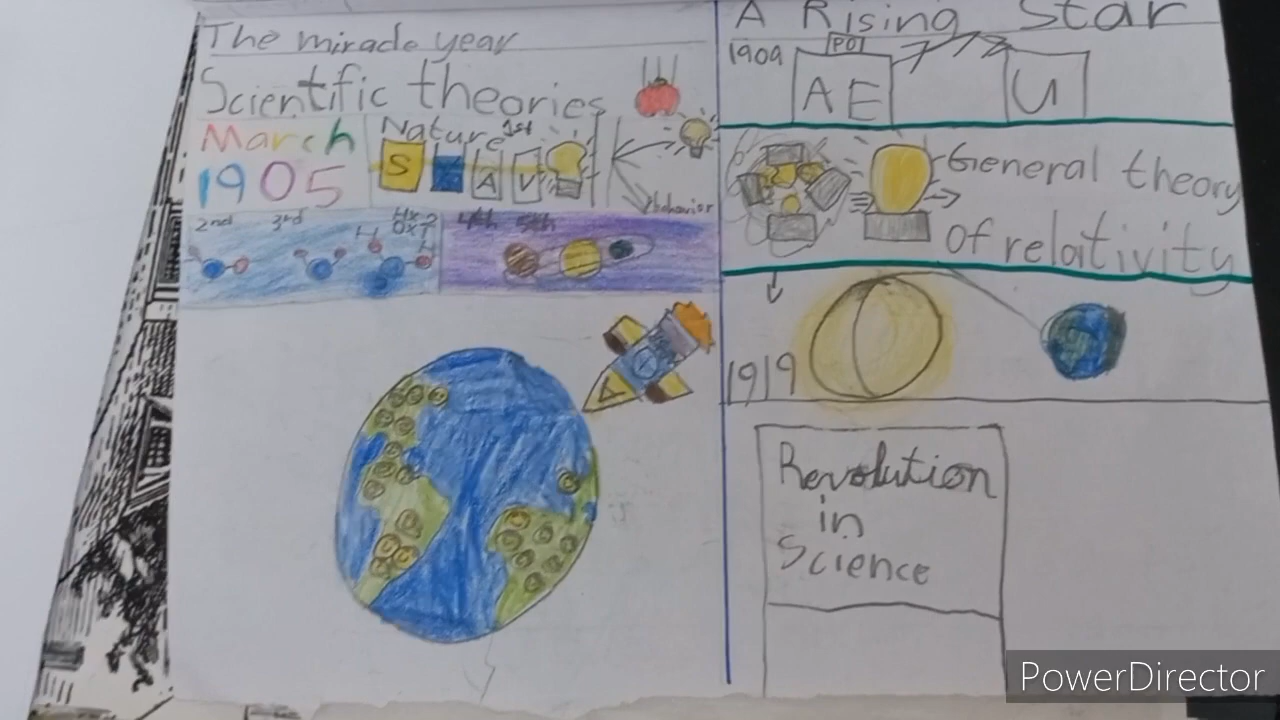 The miracle year
Scientific theories
March
1905
Nature 1st
S
A
V
behavior
2nd
3rd
H
H
4th 5th
A
A Rising Star
1909
PO
A E
U
General theory
of relativity
1919
Revolution
in
Science
PowerDirector